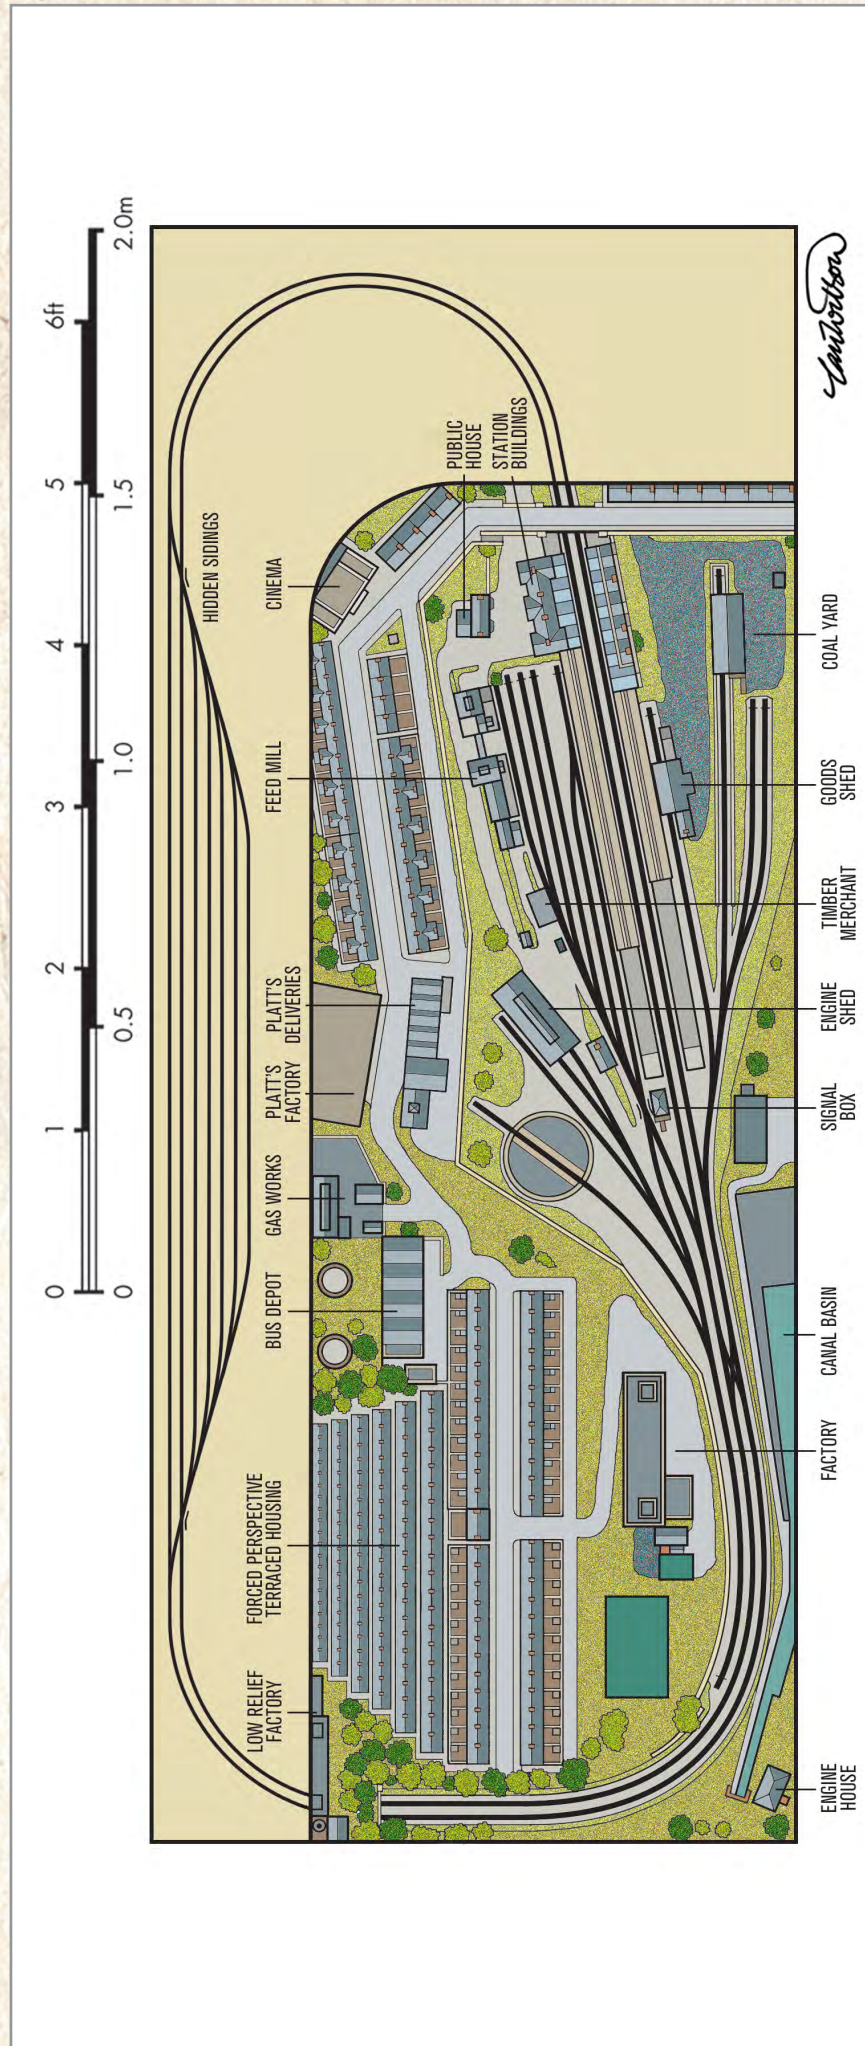 0 1 2 3 4 5 6ft
0 0.5 1.0 1.5 2.0m
HIDDEN SIDINGS
LOW RELIEF
FACTORY
FORCED PERSPECTIVE
TERRACED HOUSING
BUS DEPOT
GAS WORKS
PLATT'S
FACTORY
PLATT'S
DELIVERIES
FEED MILL
CINEMA
PUBLIC
HOUSE
STATION
BUILDINGS
ENGINE
HOUSE
FACTORY
CANAL BASIN
SIGNAL
BOX
ENGINE
SHED
TIMBER
MERCHANT
GOODS
SHED
COAL YARD